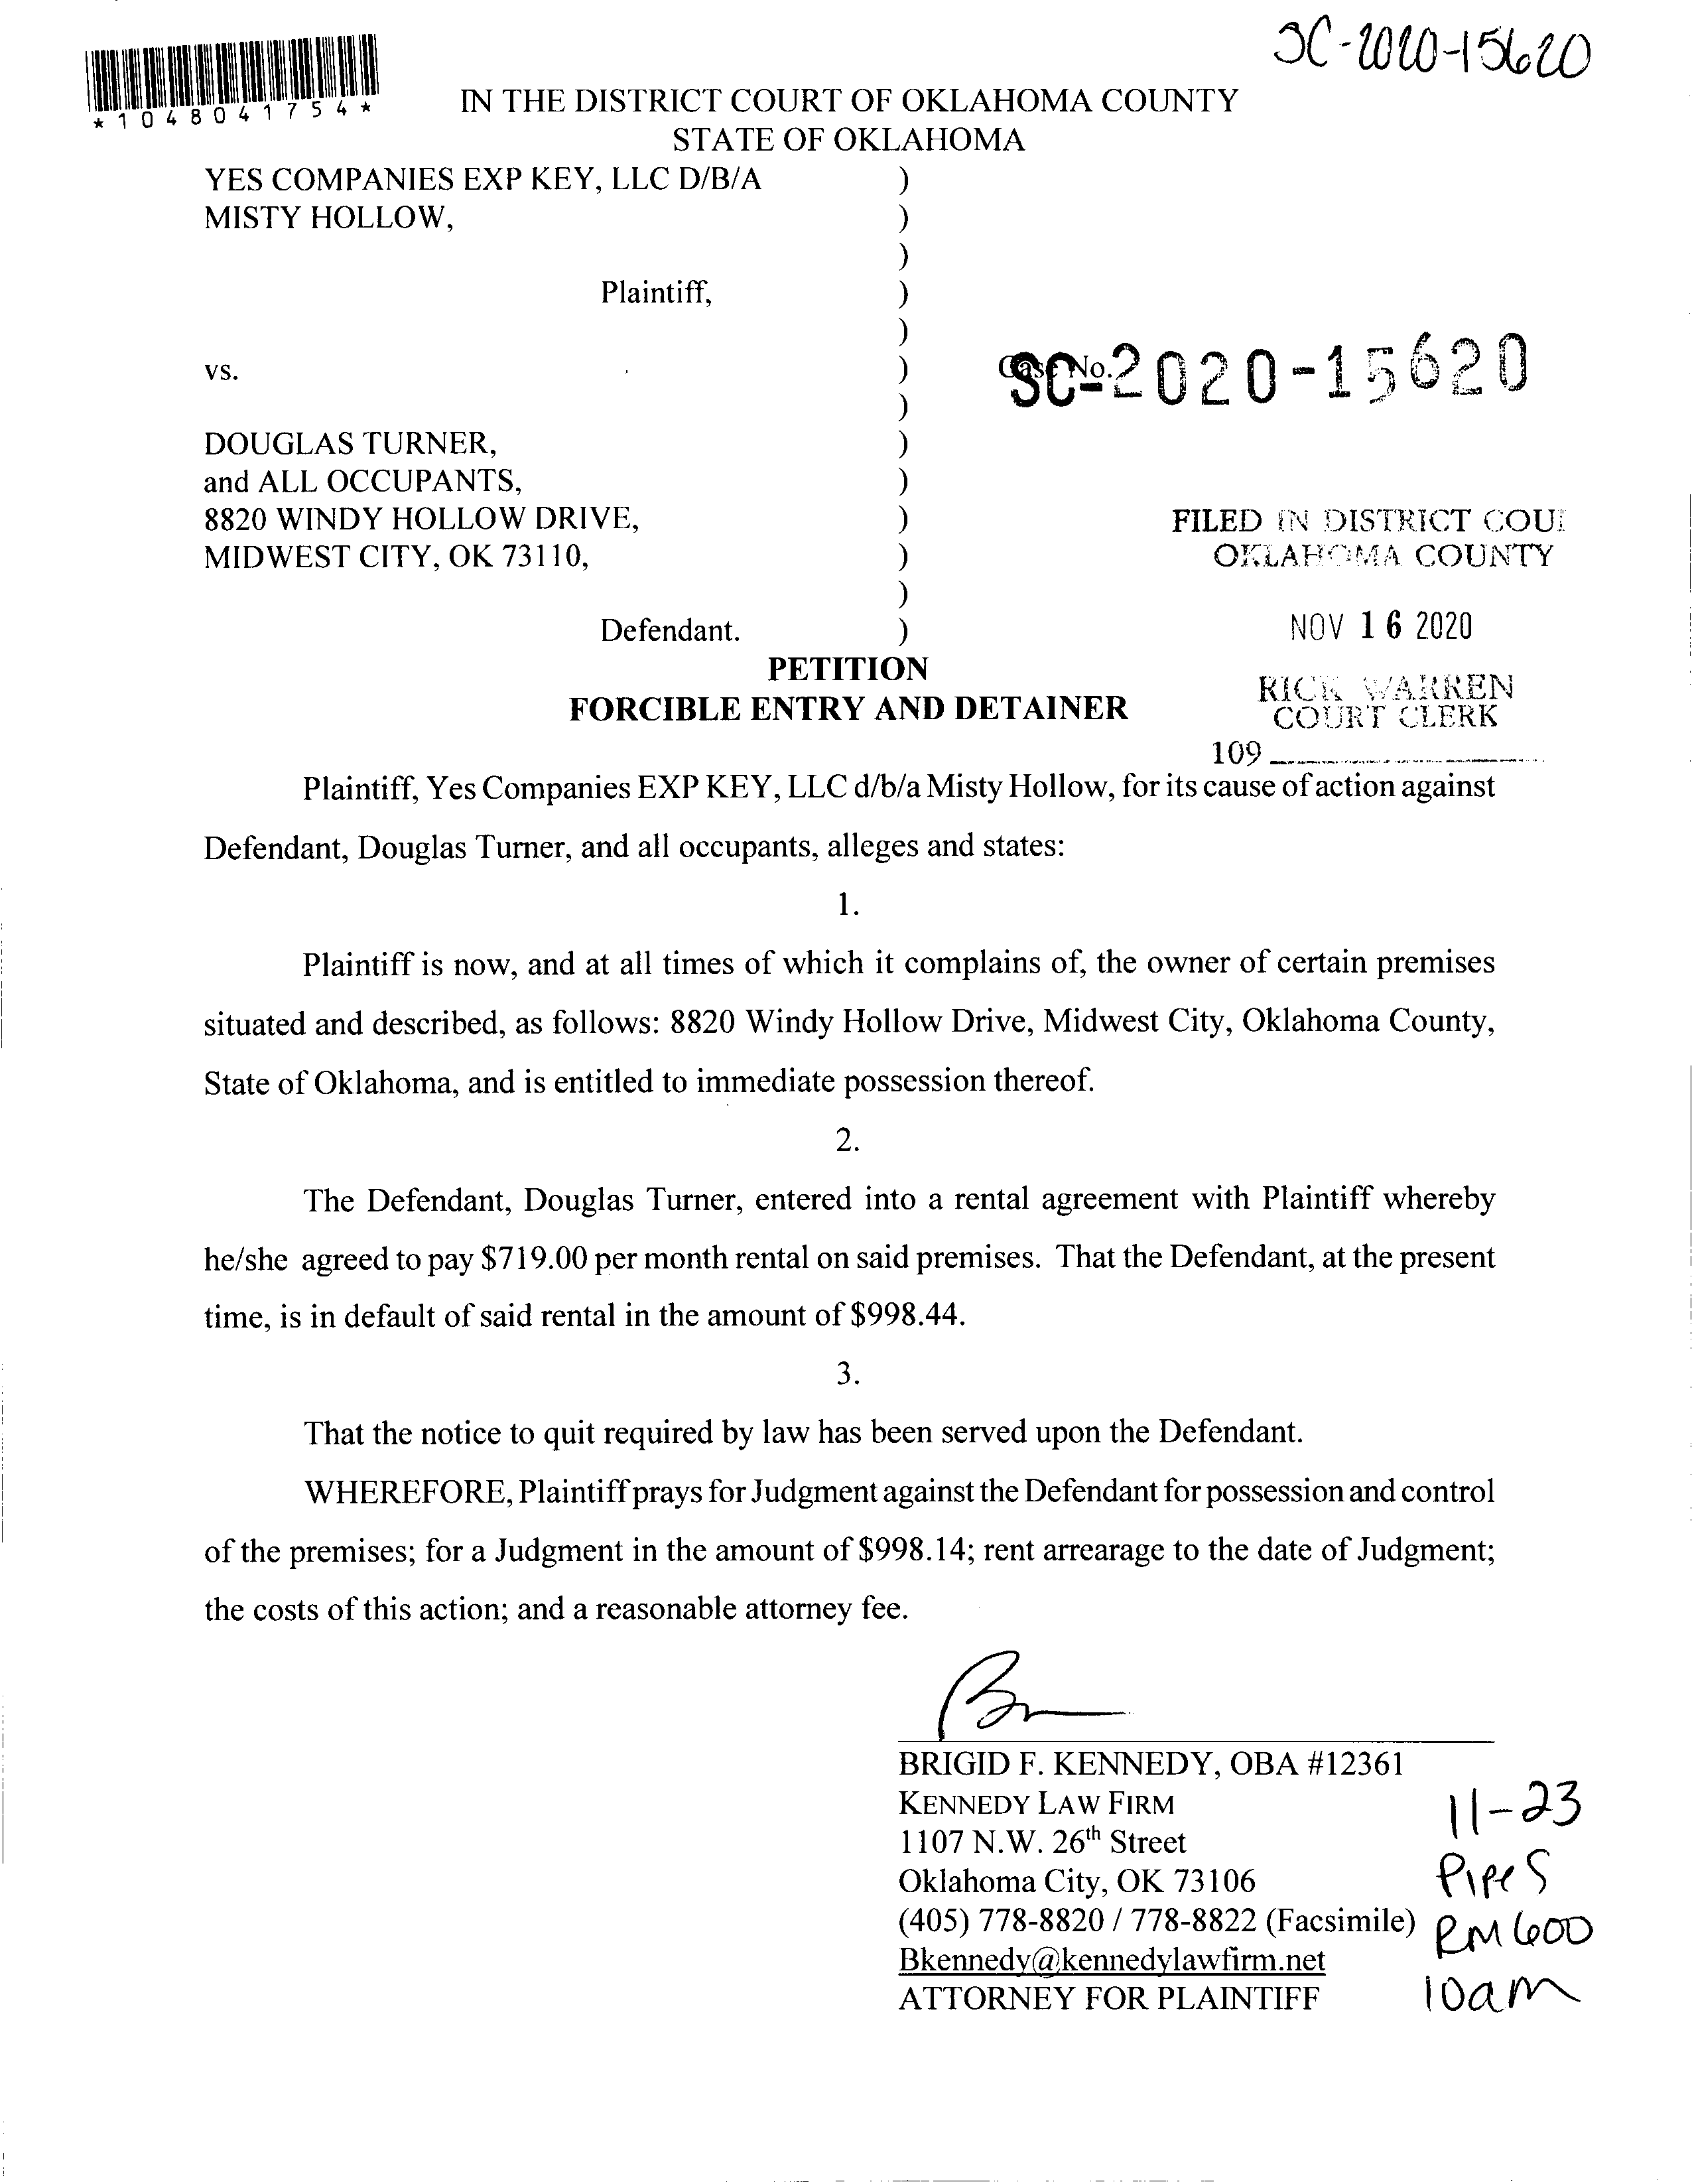 SC-2020-15620
*1048041754*
IN THE DISTRICT COURT OF OKLAHOMA COUNTY
STATE OF OKLAHOMA
YES COMPANIES EXP KEY, LLC D/B/A )
MISTY HOLLOW, )
)
Plaintiff, )
)
vs. )
Case No.
SC-2020-15620
)
DOUGLAS TURNER, )
and ALL OCCUPANTS, )
8820 WINDY HOLLOW DRIVE, )
MIDWEST CITY, OK 73110, )
)
Defendant. )
FILED IN DISTRICT COU
OKLAHOMA COUNTY
NOV 16 2020
RICK WARREN
COURT CLERK
109
PETITION
FORCIBLE ENTRY AND DETAINER
Plaintiff, Yes Companies EXP KEY, LLC d/b/a Misty Hollow, for its cause of action against
Defendant, Douglas Turner, and all occupants, alleges and states:
1.
Plaintiff is now, and at all times of which it complains of, the owner of certain premises
situated and described, as follows: 8820 Windy Hollow Drive, Midwest City, Oklahoma County,
State of Oklahoma, and is entitled to immediate possession thereof.
2.
The Defendant, Douglas Turner, entered into a rental agreement with Plaintiff whereby
he/she agreed to pay $719.00 per month rental on said premises. That the Defendant, at the present
time, is in default of said rental in the amount of $998.44.
3.
That the notice to quit required by law has been served upon the Defendant.
WHEREFORE, Plaintiff prays for Judgment against the Defendant for possession and control
of the premises; for a Judgment in the amount of $998.14; rent arrearage to the date of Judgment;
the costs of this action; and a reasonable attorney fee.
BRIGID F. KENNEDY, OBA #12361
KENNEDY LAW FIRM
1107 N.W. 26th Street
Oklahoma City, OK 73106
(405) 778-8820 / 778-8822 (Facsimile)
Bkennedy@kennedylawfirm.net
ATTORNEY FOR PLAINTIFF
11-23
Pipes
RM 600
10am